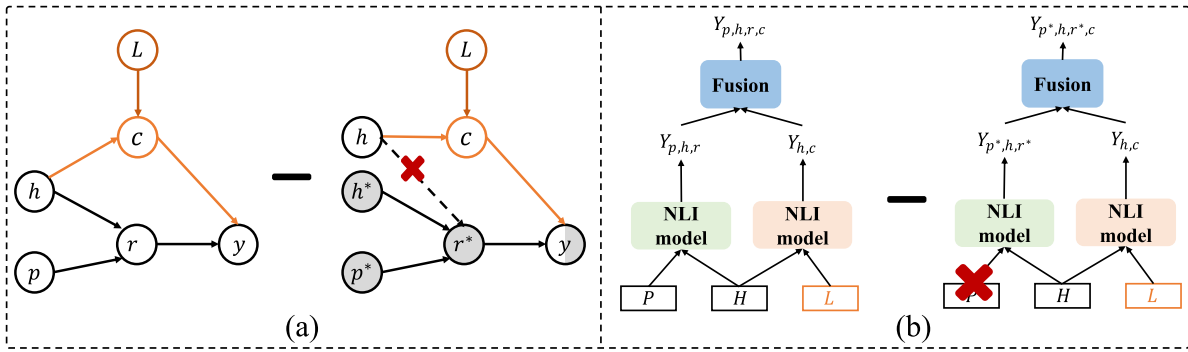 L
c
h
r
y
p
L
h
c
h*
r*
y
p*
(a)
Y_{p,h,r,c}
Fusion
Y_{p,h,r}
Y_{h,c}
NLI
model
NLI
model
P
H
L
Y_{p*,h,r*,c}
Fusion
Y_{p*,h,r*}
Y_{h,c}
NLI
model
NLI
model
P
H
L
(b)